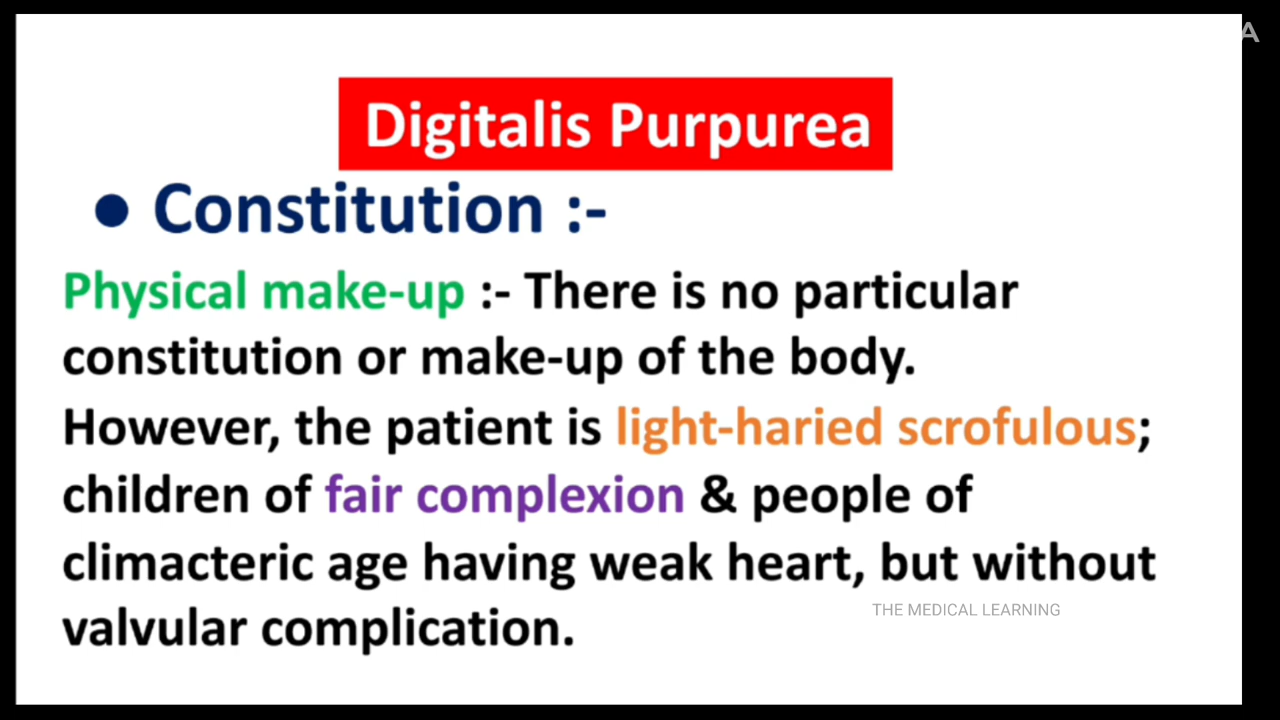 A
Digitalis Purpurea
● Constitution :-
Physical make-up :- There is no particular
constitution or make-up of the body.
However, the patient is light-haried scrofulous;
children of fair complexion & people of
climacteric age having weak heart, but without
THE MEDICAL LEARNING
valvular complication.